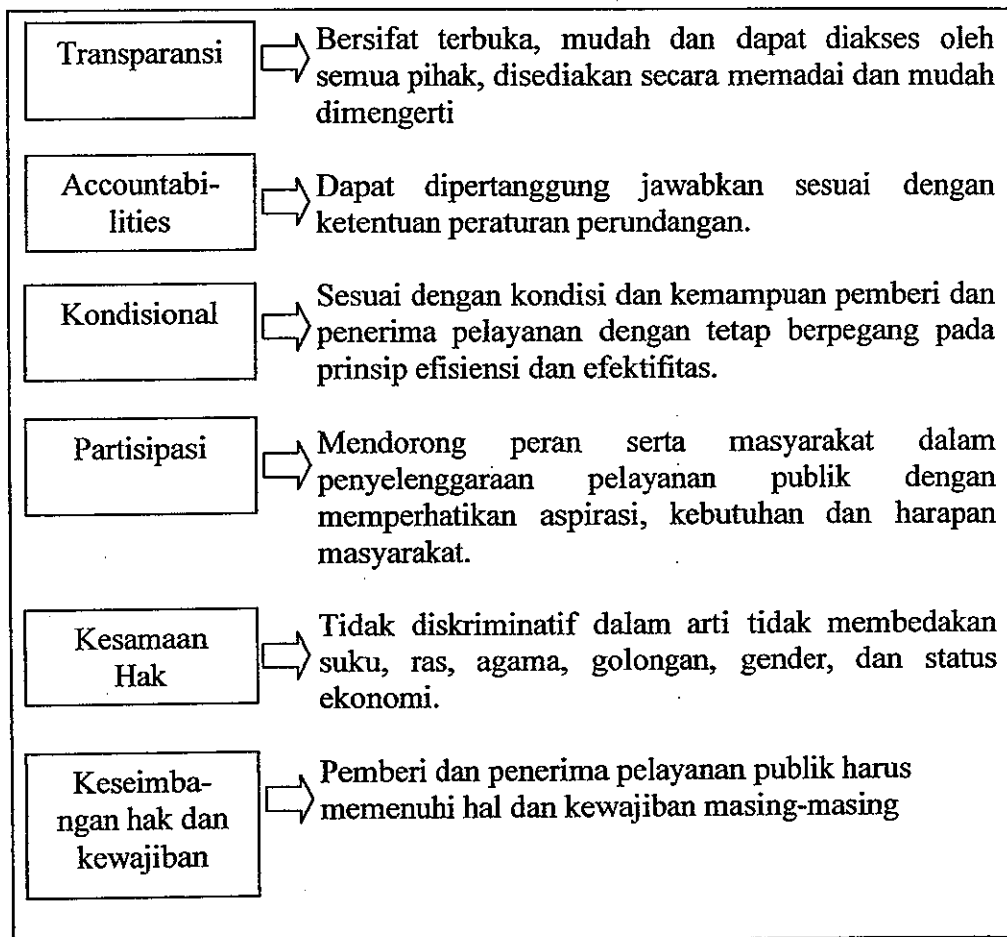 Transparansi
Bersifat terbuka, mudah dan dapat diakses oleh
semua pihak, disediakan secara memadai dan mudah
dimengerti
Accountabi-
lities
Dapat dipertanggung jawabkan sesuai dengan
ketentuan peraturan perundangan.
Kondisional
Sesuai dengan kondisi dan kemampuan pemberi dan
penerima pelayanan dengan tetap berpegang pada
prinsip efisiensi dan efektifitas.
Partisipasi
Mendorong peran serta masyarakat dalam
penyelenggaraan pelayanan publik dengan
memperhatikan aspirasi, kebutuhan dan harapan
masyarakat.
Kesamaan
Hak
Tidak diskriminatif dalam arti tidak membedakan
suku, ras, agama, golongan, gender, dan status
ekonomi.
Keseimba-
ngan hak dan
kewajiban
Pemberi dan penerima pelayanan publik harus
memenuhi hal dan kewajiban masing-masing